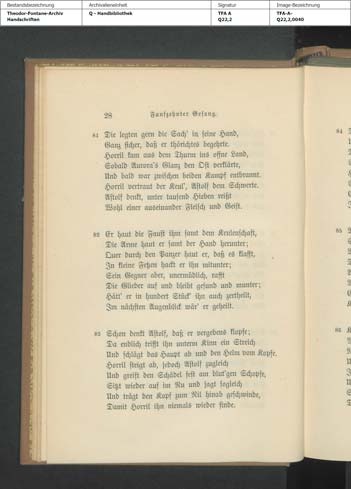 Bestandsbezeichnung
Archivalieneinheit
Signatur
Image-Bezeichnung
Theodor-Fontane-Archiv
Handschriften
Q - Handbibliothek
TFA A
Q22,2
TFA-A-
Q22,2,0040
28
Funfzehnter Gesang.
81 Die legten gern die Sach' in seine Hand,
Ganz sicher, daß er thörichtes begehrte.
Horril kam aus dem Thurm ins offne Land,
Sobald Aurora's Glanz den Ost verklärte,
Und bald war zwischen beiden Kampf entbrannt.
Horril vertraut der Keul', Astolf dem Schwerte.
Astolf denkt, unter tausend Hieben reißt
Wohl einer auseinander Fleisch und Geist.
82 Er haut die Faust ihm samt dem Keulenschaft,
Die Arme haut er samt der Hand herunter;
Quer durch den Panzer haut er, daß es klafft,
In kleine Fetzen hackt er ihn mitunter;
Sein Gegner aber, unermüdlich, rafft
Die Glieder auf und bleibt gesund und munter;
Hätt' er in hundert Stück' ihn auch zertheilt,
Im nächsten Augenblick wär' er geheilt.
83 Schon denkt Astolf, daß er vergebens klopfe;
Da endlich trifft ihn unterm Kinn ein Streich
Und schlägt das Haupt ab und den Helm vom Kopfe.
Horril steigt ab, jedoch Astolf zugleich
Und greift den Schädel fest am blut'gen Schopfe,
Sitzt wieder auf im Nu und jagt sogleich
Und trägt den Kopf zum Nil hinab geschwinde,
Damit Horril ihn niemals wieder finde.
84
85
86